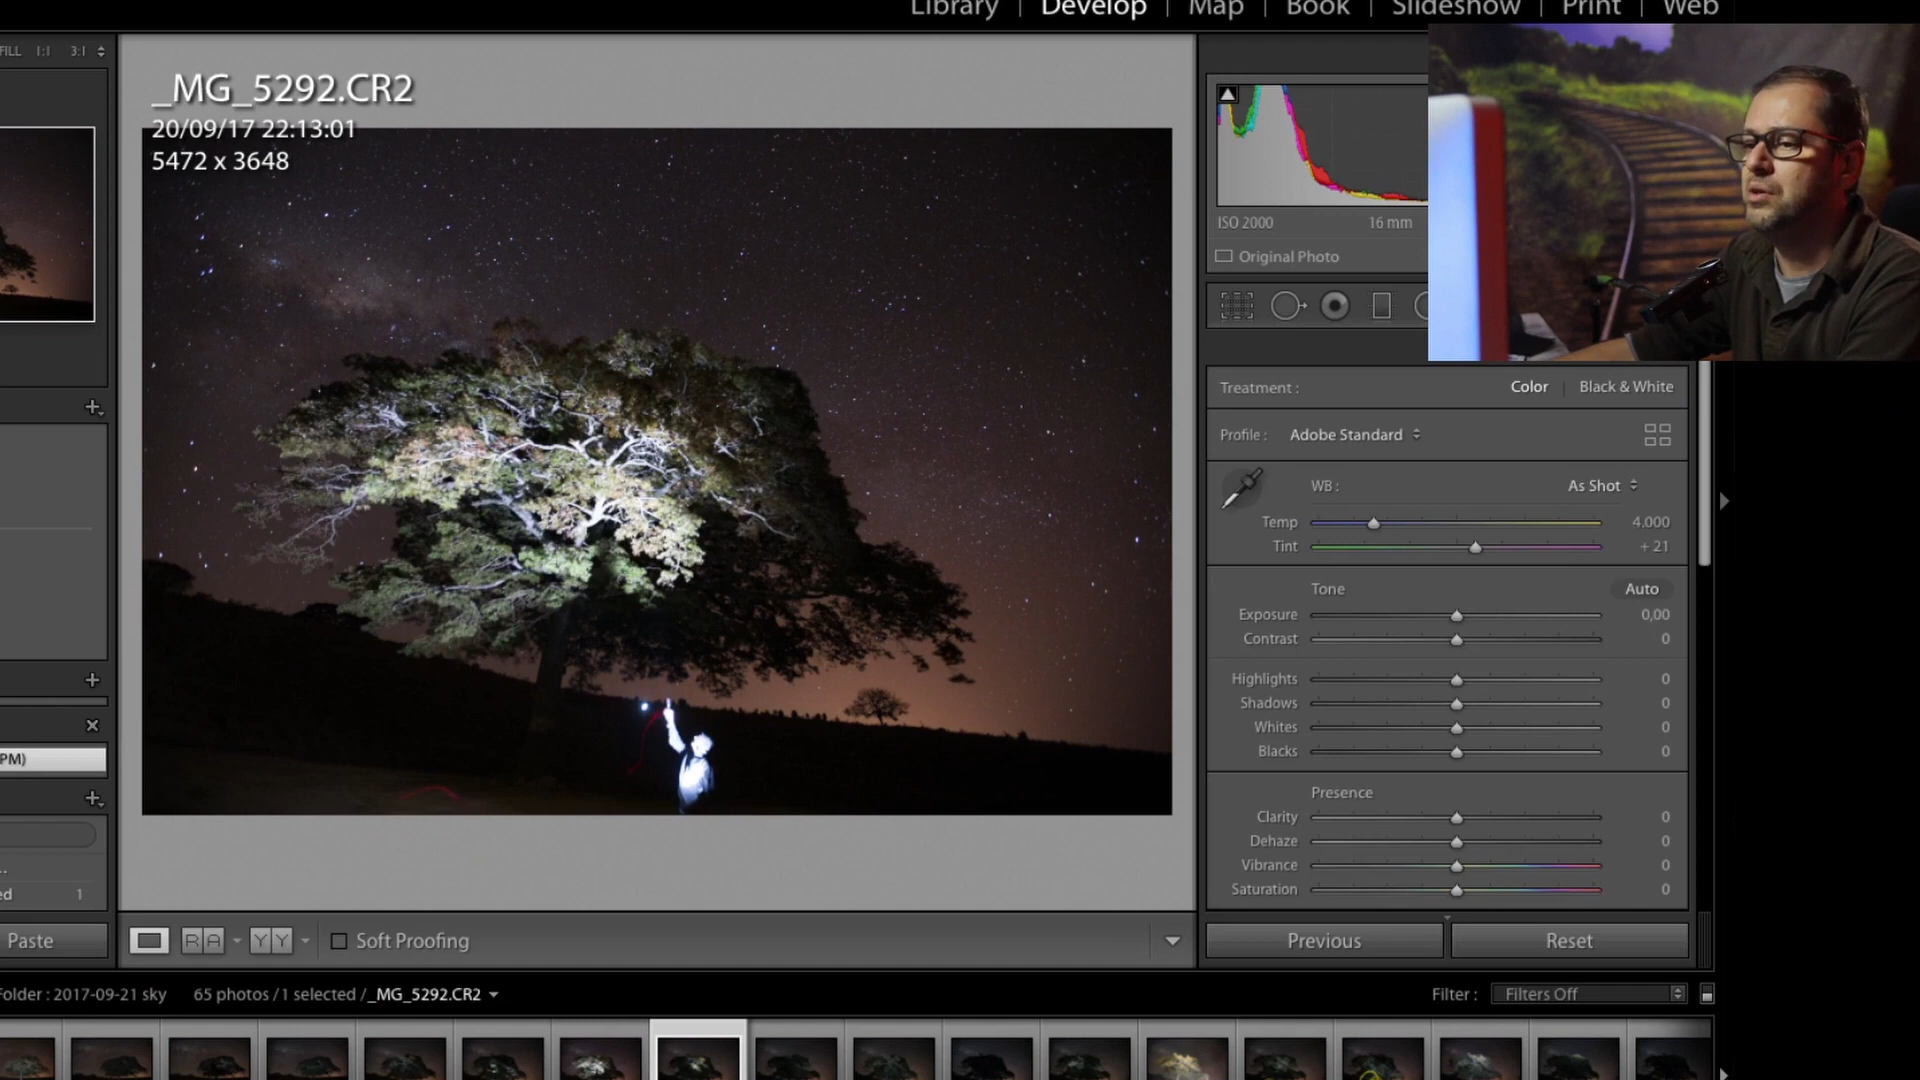 Library | Develop | Map | Book | Slideshow | Print | Web
FILL 1:1 3:1
_MG_5292.CR2
20/09/17 22:13:01
5472 x 3648
ISO 2000 16 mm
Original Photo
Treatment : Color | Black & White
Profile : Adobe Standard
WB : As Shot
Temp 4.000
Tint + 21
Tone Auto
Exposure 0,00
Contrast 0
Highlights 0
Shadows 0
Whites 0
Blacks 0
Presence
Clarity 0
Dehaze 0
Vibrance 0
Saturation 0
PM)
ed 1
Paste
R A Y Y Soft Proofing
Previous Reset
Folder : 2017-09-21 sky 65 photos / 1 selected / _MG_5292.CR2
Filter : Filters Off